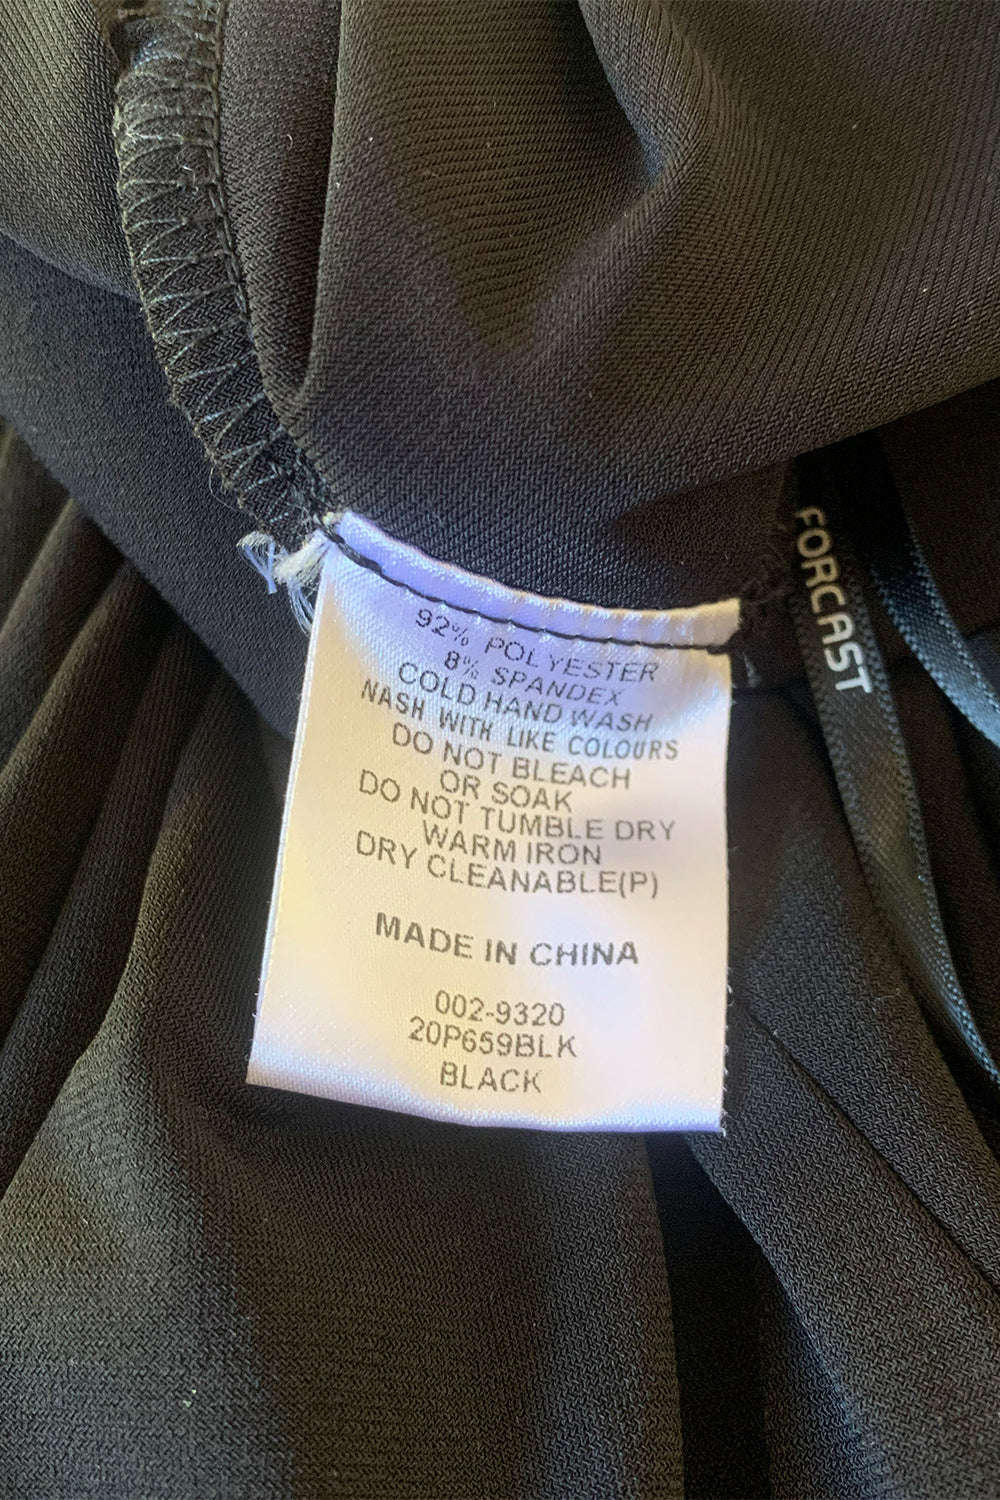 92% POLYESTER
8% SPANDEX
COLD HAND WASH
NASH WITH LIKE COLOURS
DO NOT BLEACH
OR SOAK
DO NOT TUMBLE DRY
WARM IRON
DRY CLEANABLE(P)
MADE IN CHINA
002-9320
20P659BLK
BLACK
FORCAST